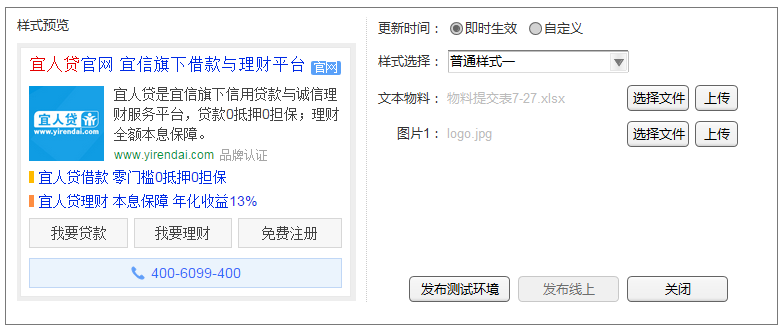 样式预览
宜人贷官网 宜信旗下借款与理财平台 官网
宜人贷
WWW.YIRENDAI.COM
宜人贷是宜信旗下信用贷款与诚信理
财服务平台，贷款0抵押0担保；理财
全额本息保障。
www.yirendai.com 品牌认证
宜人贷借款 零门槛0抵押0担保
宜人贷理财 本息保障 年化收益13%
我要贷款 我要理财 免费注册
400-6099-400
更新时间： 即时生效 自定义
样式选择： 普通样式一
文本物料： 物料提交表7-27.xlsx 选择文件 上传
图片1： logo.jpg 选择文件 上传
发布测试环境 发布线上 关闭